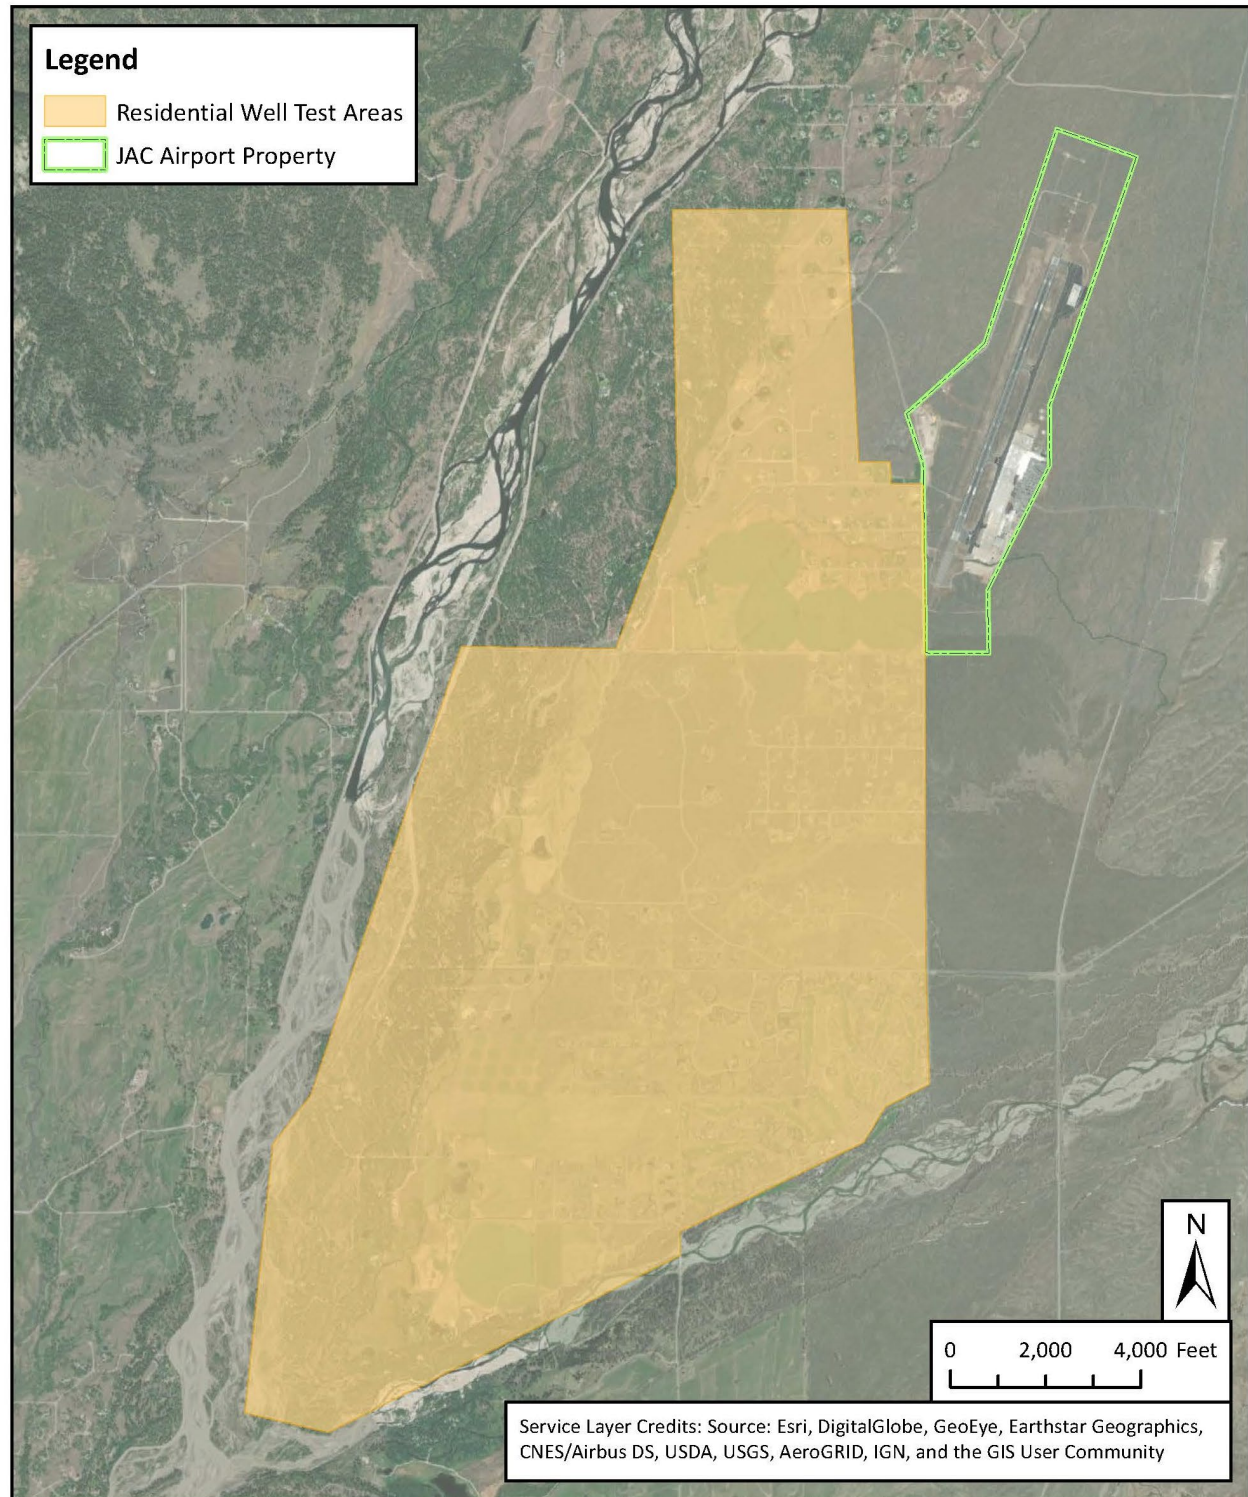 Legend
Residential Well Test Areas
JAC Airport Property
N
0 2,000 4,000 Feet
Service Layer Credits: Source: Esri, DigitalGlobe, GeoEye, Earthstar Geographics,
CNES/Airbus DS, USDA, USGS, AeroGRID, IGN, and the GIS User Community